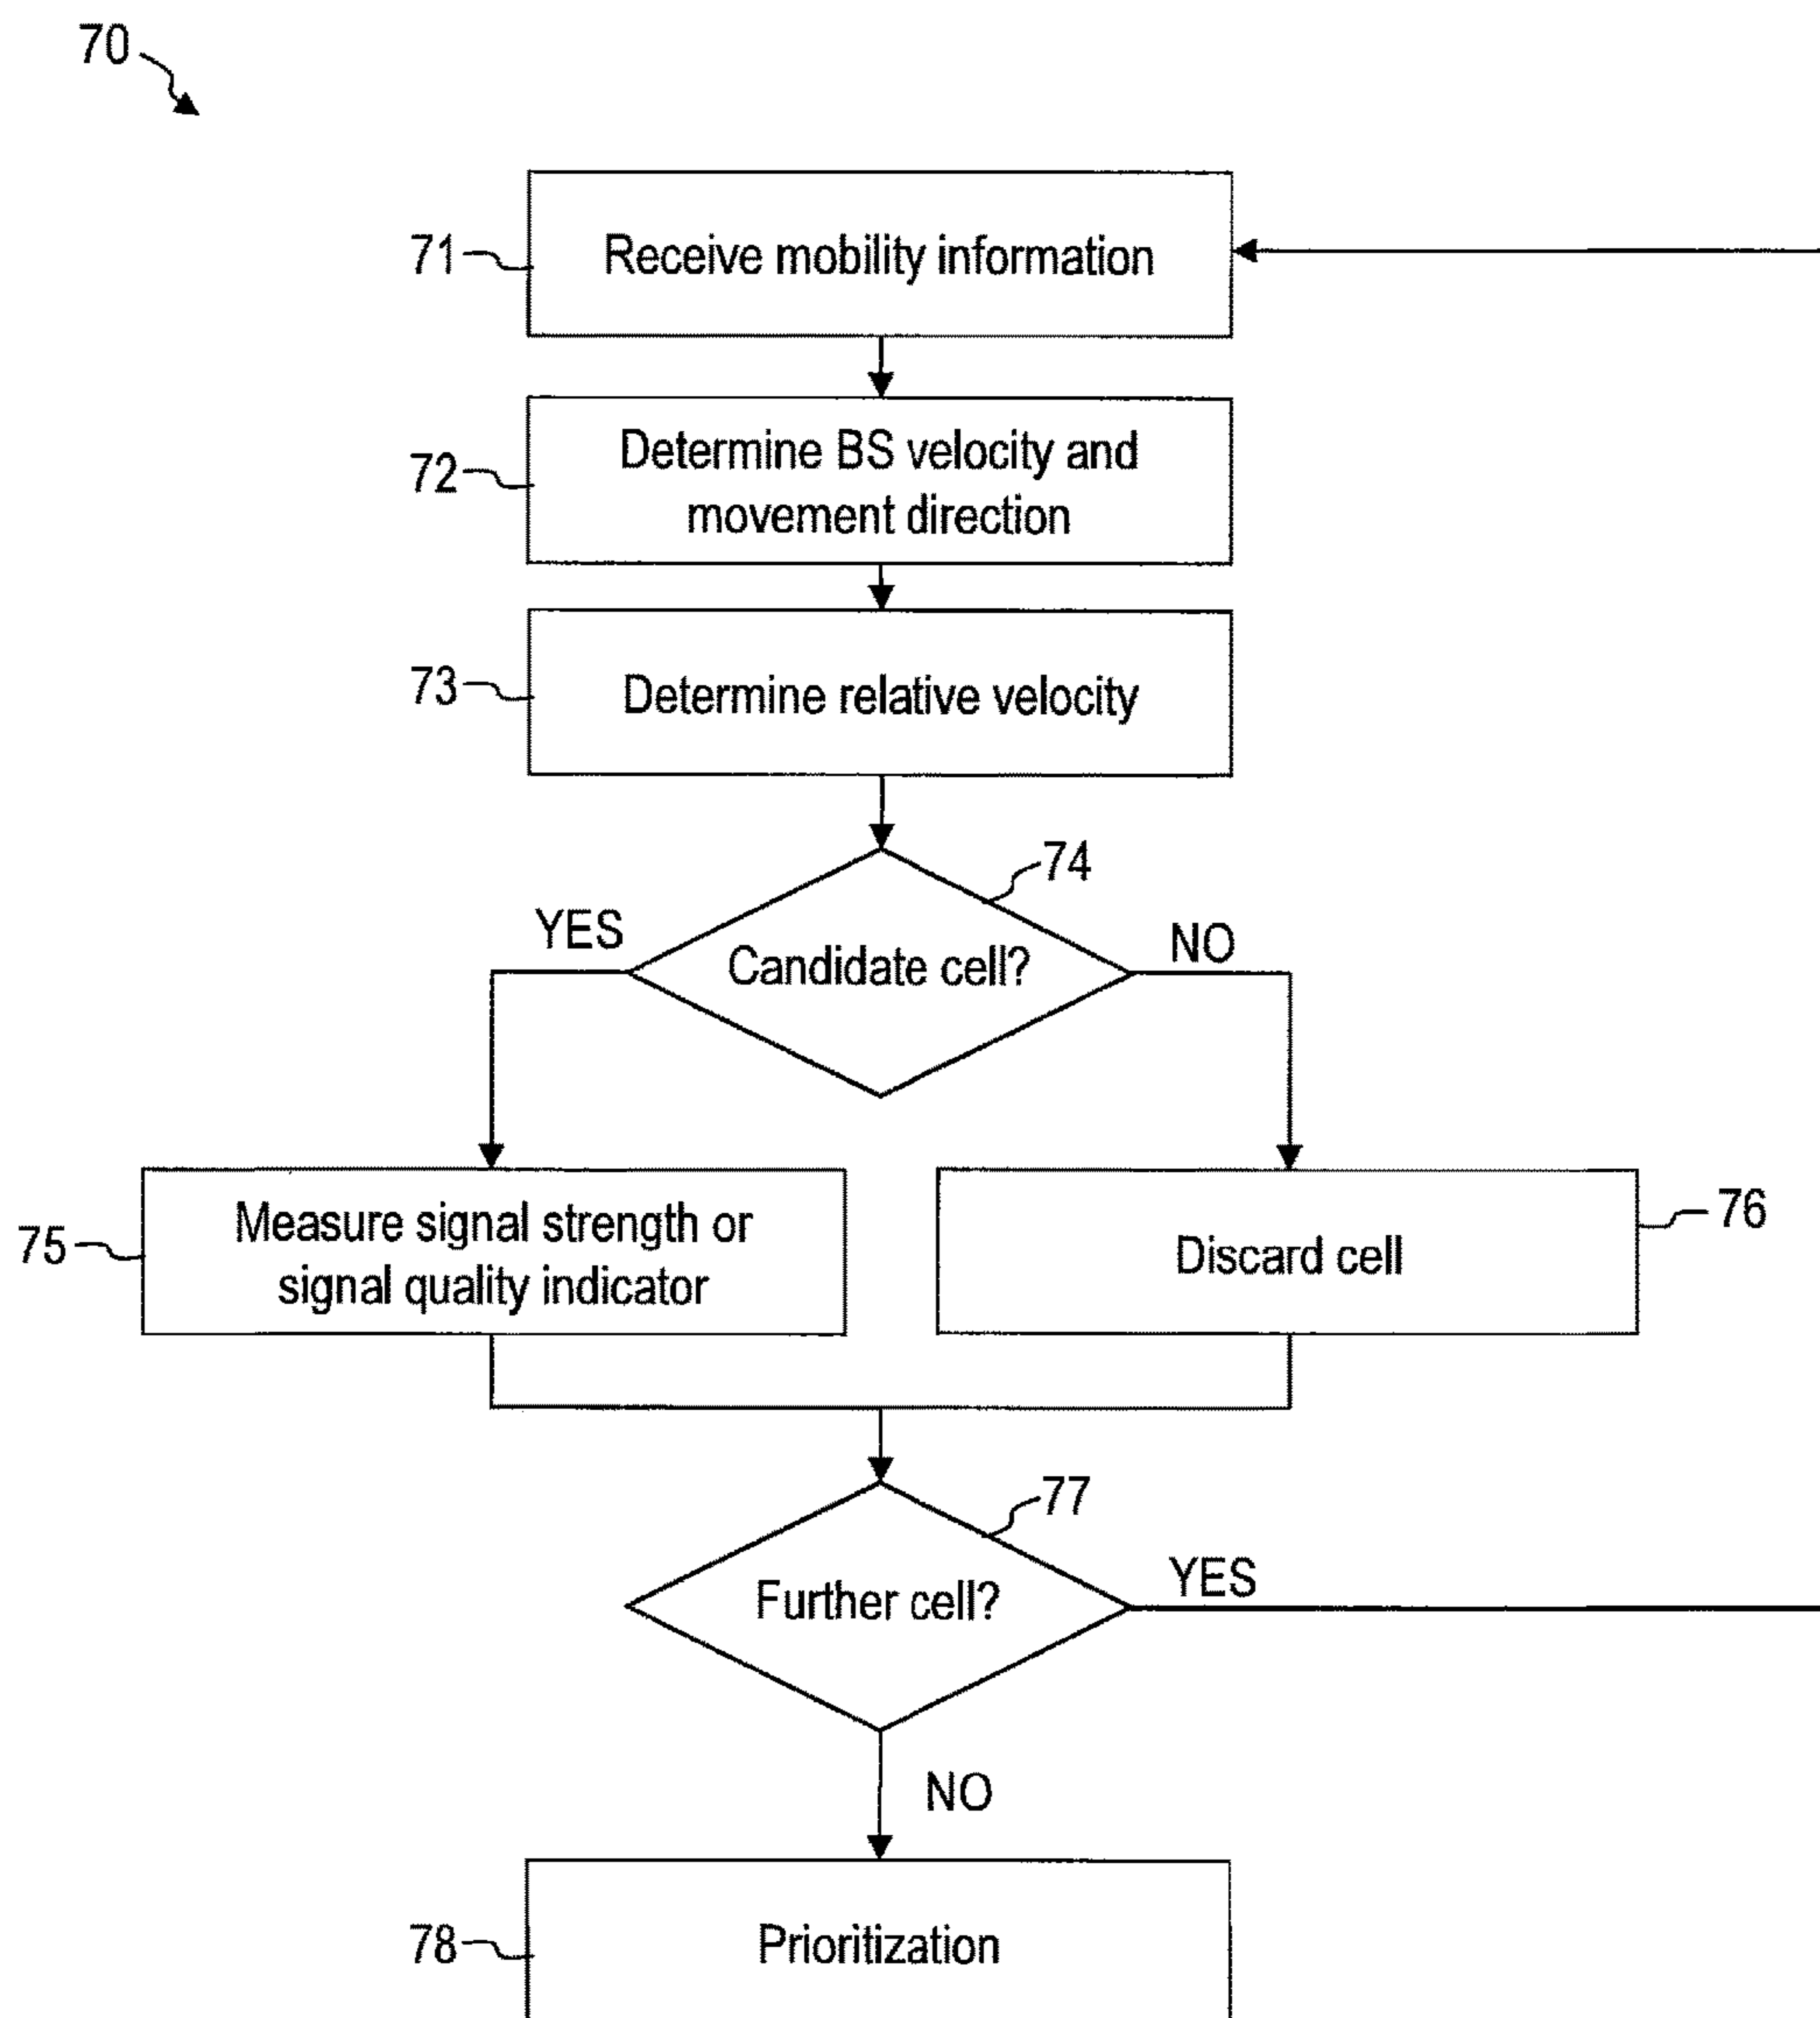 70
71
Receive mobility information
72
Determine BS velocity and
movement direction
73
Determine relative velocity
74
YES
Candidate cell?
NO
75
Measure signal strength or
signal quality indicator
76
Discard cell
77
Further cell?
YES
NO
78
Prioritization